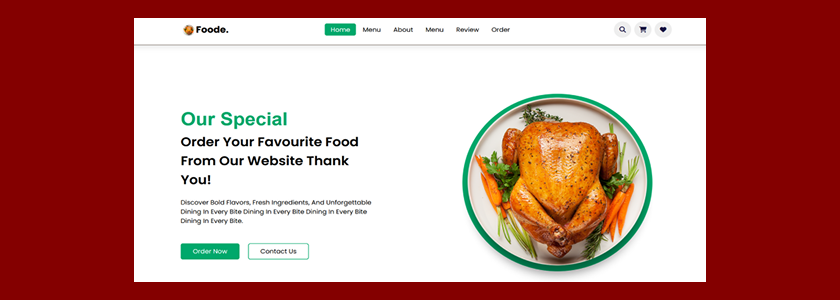 Foode.
Home Menu About Menu Review Order
Our Special
Order Your Favourite Food
From Our Website Thank
You!
Discover Bold Flavors, Fresh Ingredients, And Unforgettable
Dining In Every Bite Dining In Every Bite Dining In Every Bite
Dining In Every Bite.
Order Now Contact Us